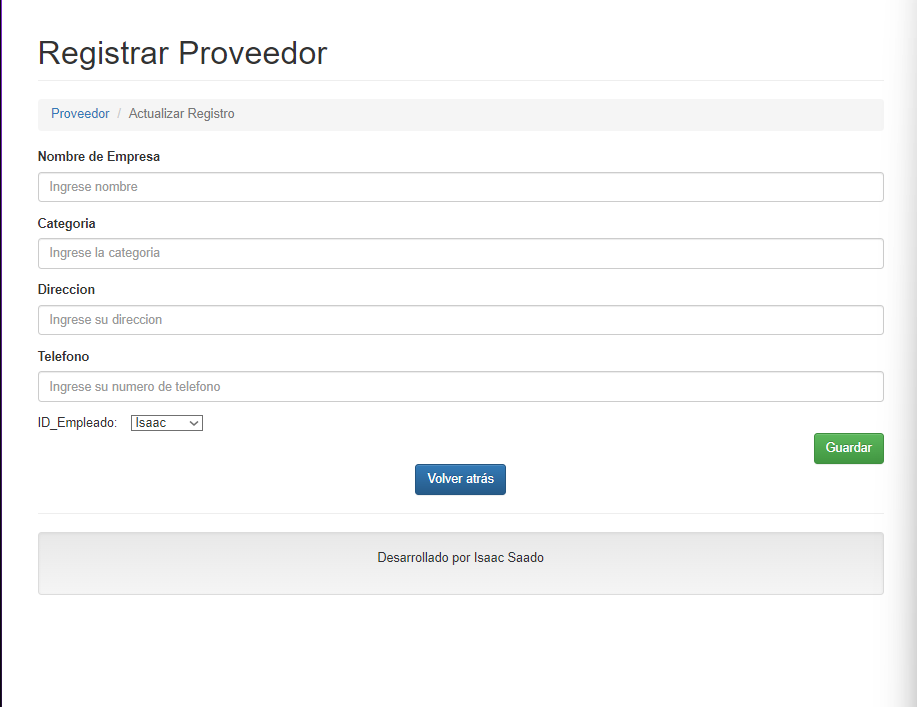 Registrar Proveedor
Proveedor / Actualizar Registro
Nombre de Empresa
Ingrese nombre
Categoria
Ingrese la categoria
Direccion
Ingrese su direccion
Telefono
Ingrese su numero de telefono
ID_Empleado: Isaac
Guardar
Volver atrás
Desarrollado por Isaac Saado